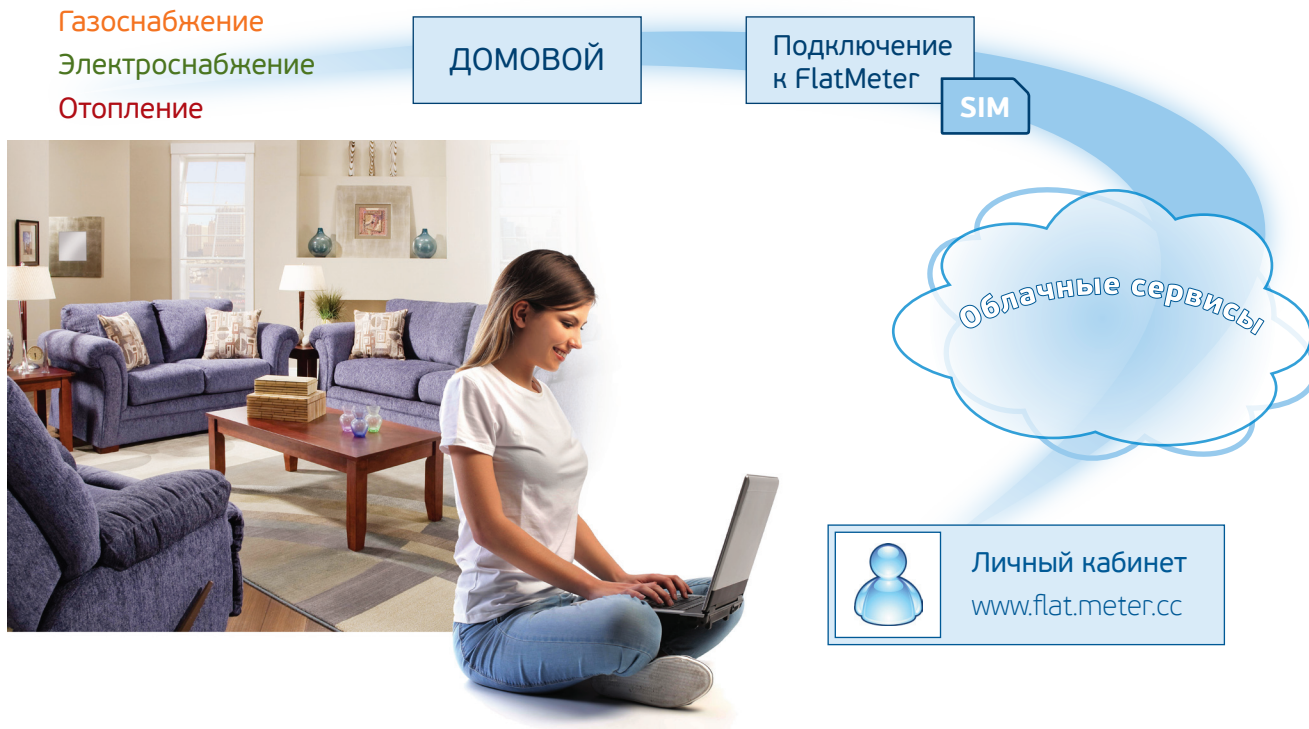 Газоснабжение
Электроснабжение
Отопление
ДОМОВОЙ
Подключение
к FlatMeter
SIM
Облачные сервисы
Личный кабинет
www.flat.meter.cc